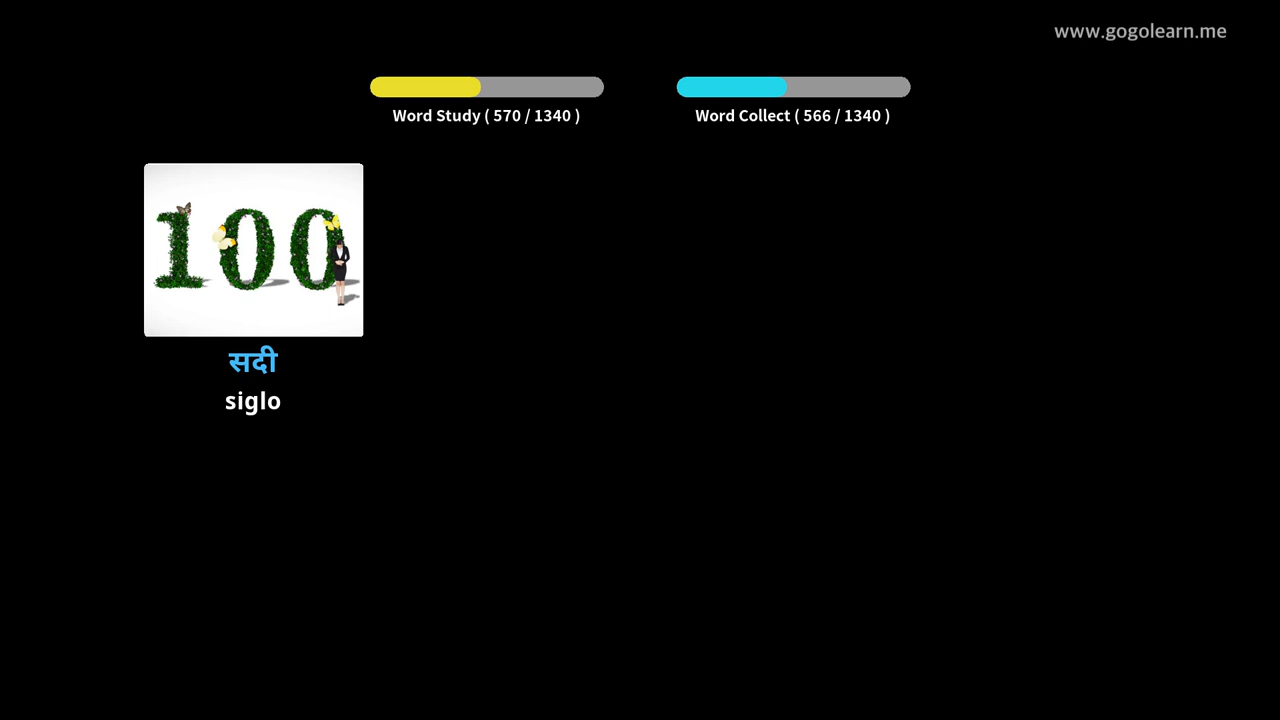 www.gogolearn.me
Word Study ( 570 / 1340 )
Word Collect ( 566 / 1340 )
100
सदी
siglo